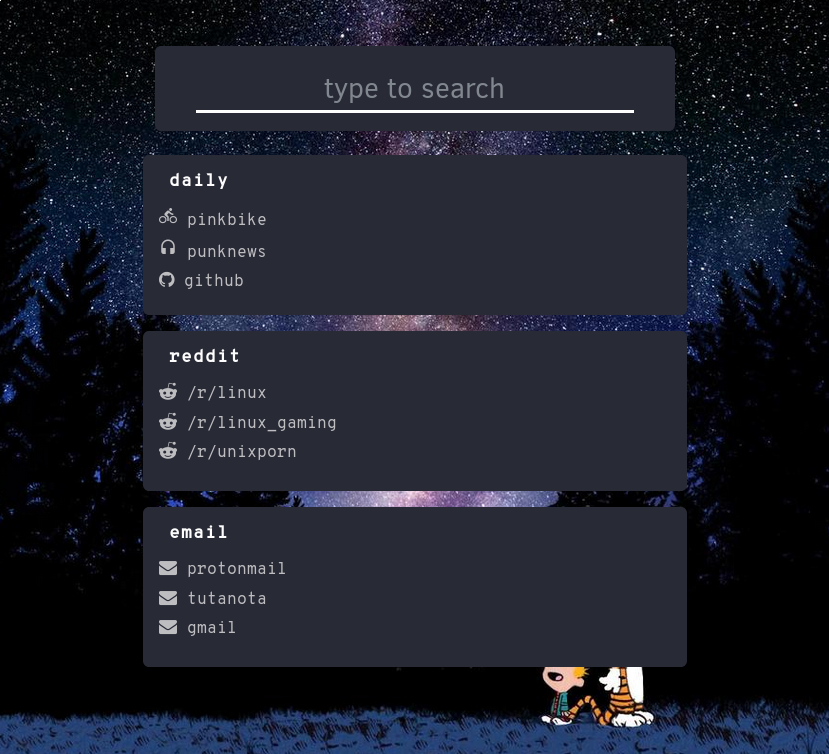 type to search
daily
pinkbike
punknews
github
reddit
/r/linux
/r/linux_gaming
/r/unixporn
email
protonmail
tutanota
gmail